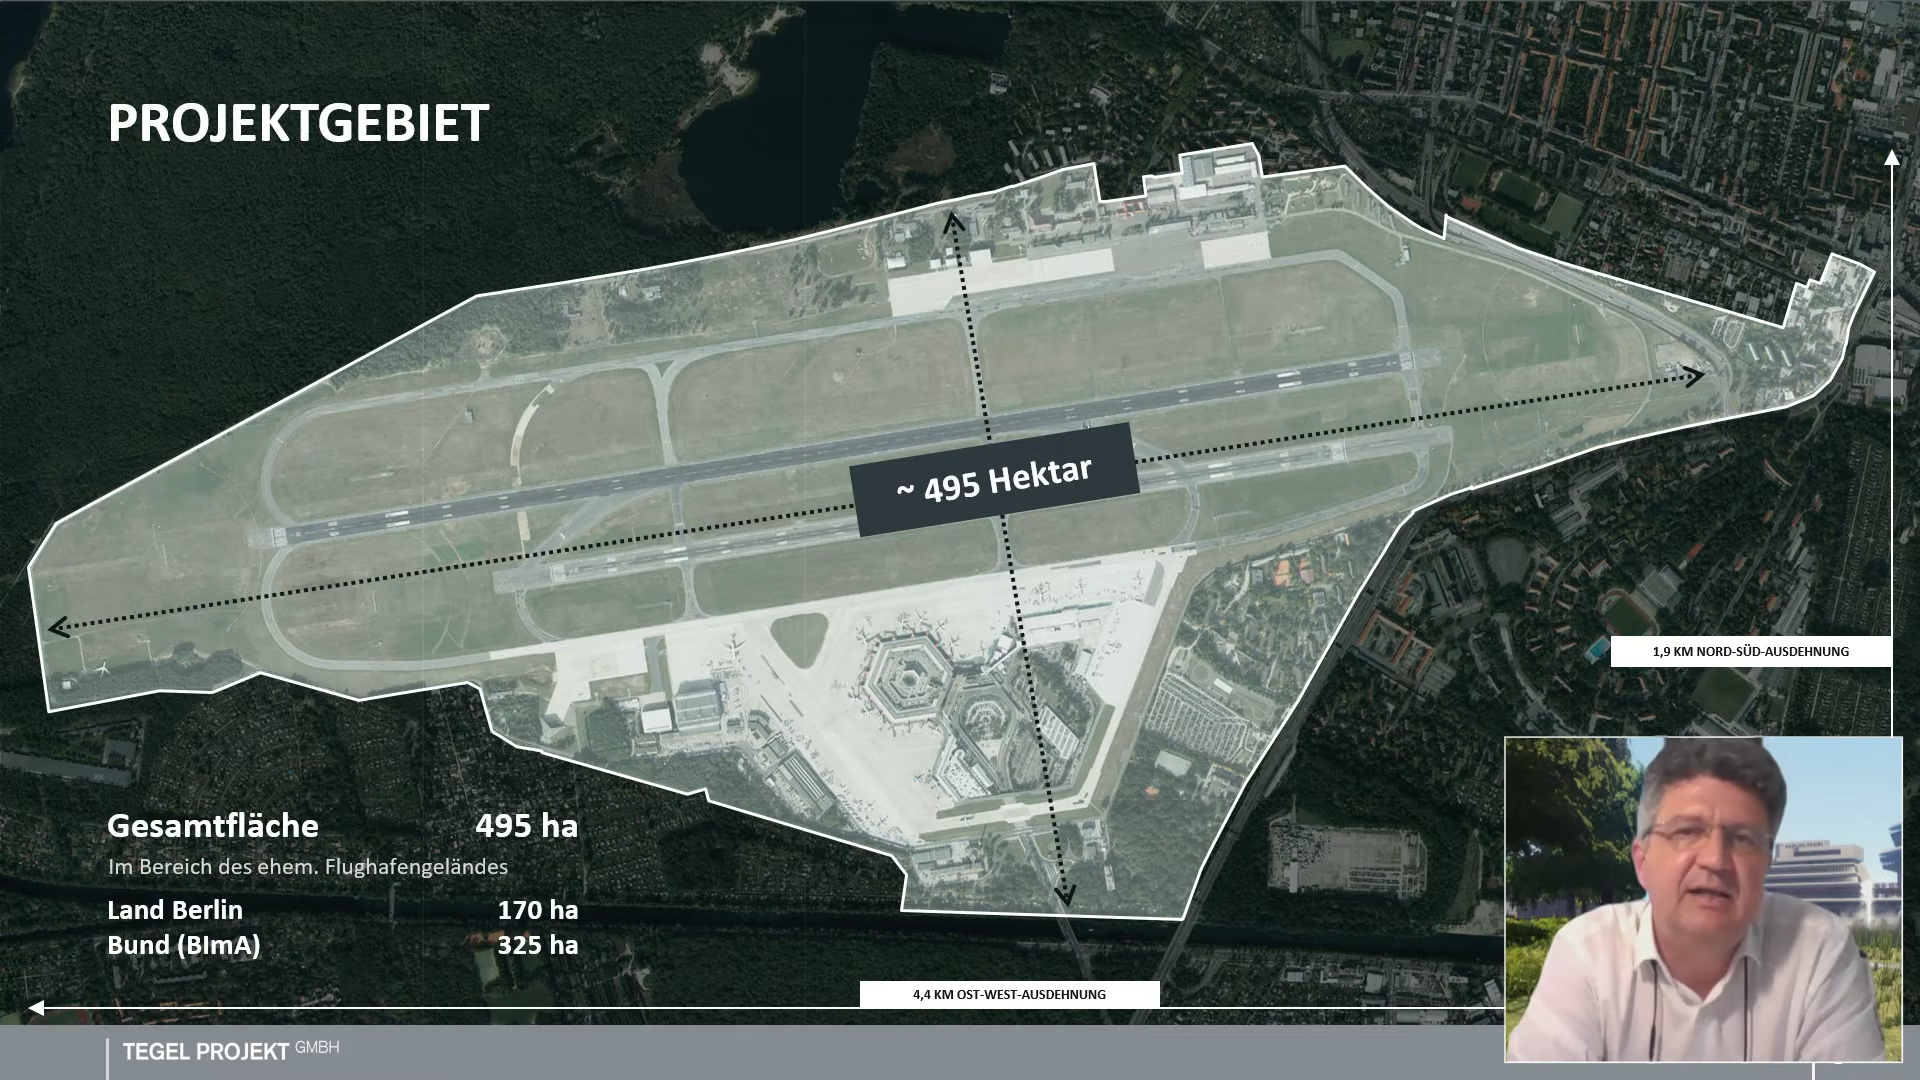 PROJEKTGEBIET
~ 495 Hektar
1,9 KM NORD-SÜD-AUSDEHNUNG
Gesamtfläche 495 ha
Im Bereich des ehem. Flughafengeländes
Land Berlin 170 ha
Bund (BImA) 325 ha
4,4 KM OST-WEST-AUSDEHNUNG
TEGEL PROJEKT GMBH